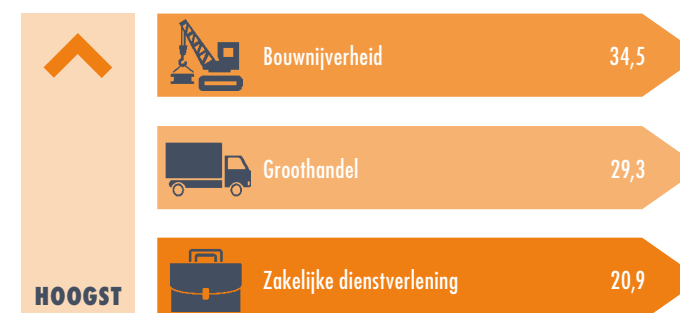 Bouwnijverheid 34,5
Groothandel 29,3
Zakelijke dienstverlening 20,9
HOOGST